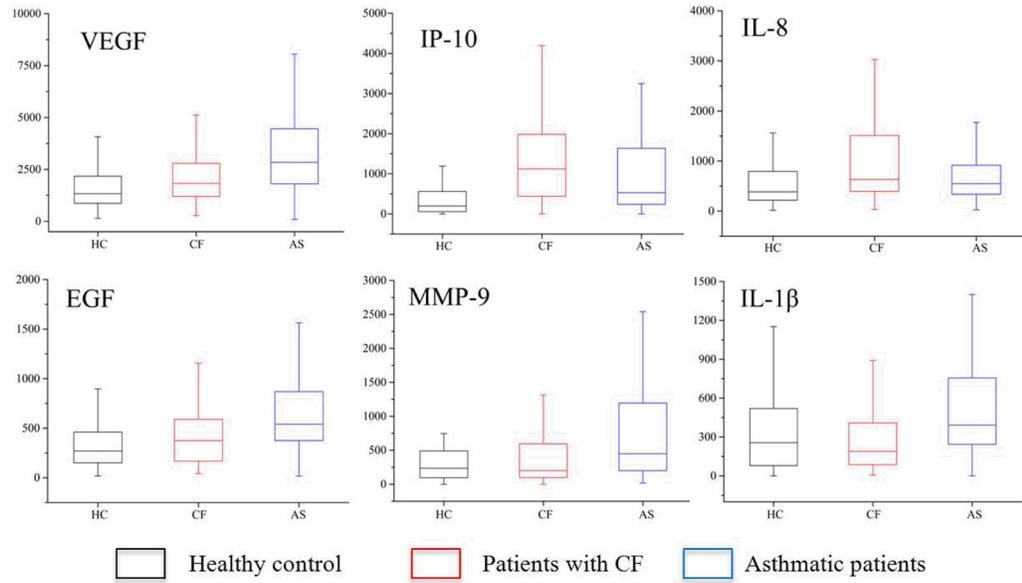 VEGF
10000
7500
5000
2500
0
HC CF AS
IP-10
5000
4000
3000
2000
1000
0
HC CF AS
IL-8
4000
3000
2000
1000
0
HC CF AS
EGF
2000
1500
1000
500
0
HC CF AS
MMP-9
3000
2500
2000
1500
1000
500
0
HC CF AS
IL-1β
1500
1200
900
600
300
0
HC CF AS
Healthy control Patients with CF Asthmatic patients